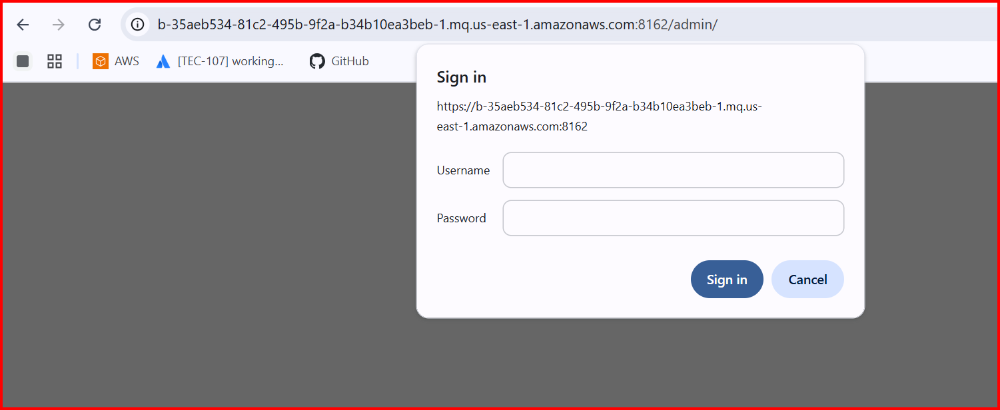 b-35aeb534-81c2-495b-9f2a-b34b10ea3beb-1.mq.us-east-1.amazonaws.com:8162/admin/
AWS
[TEC-107] working...
GitHub
Sign in
https://b-35aeb534-81c2-495b-9f2a-b34b10ea3beb-1.mq.us-
east-1.amazonaws.com:8162
Username
Password
Sign in
Cancel